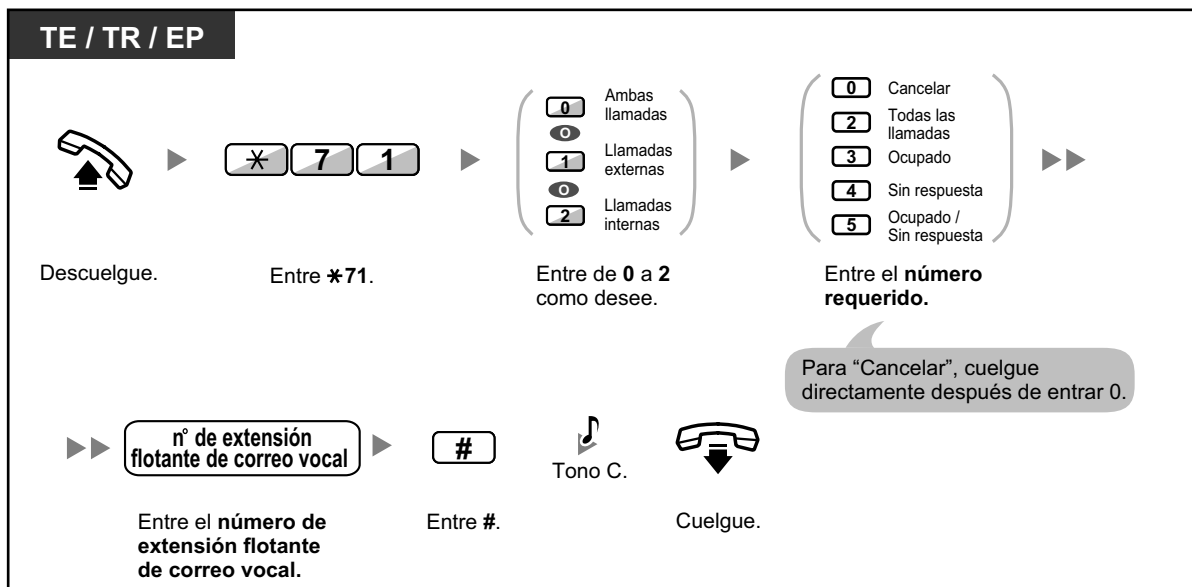 TE / TR / EP
Descuelgue.
✳ 7 1
Entre ✳71.
0 Ambas
llamadas
O
1 Llamadas
externas
O
2 Llamadas
internas
Entre de 0 a 2
como desee.
0 Cancelar
2 Todas las
llamadas
3 Ocupado
4 Sin respuesta
5 Ocupado /
Sin respuesta
Entre el número
requerido.
Para “Cancelar”, cuelgue
directamente después de entrar 0.
n° de extensión
flotante de correo vocal
Entre el número de
extensión flotante
de correo vocal.
#
Entre #.
Tono C.
Cuelgue.